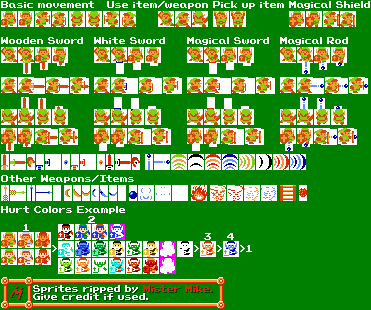 Basic movement Use item/weapon Pick up item Magical Shield
Wooden Sword White Sword Magical Sword Magical Rod
Other Weapons/Items
Hurt Colors Example
1 2 3 4
>1
Sprites ripped by Mister Mike.
Give credit if used.